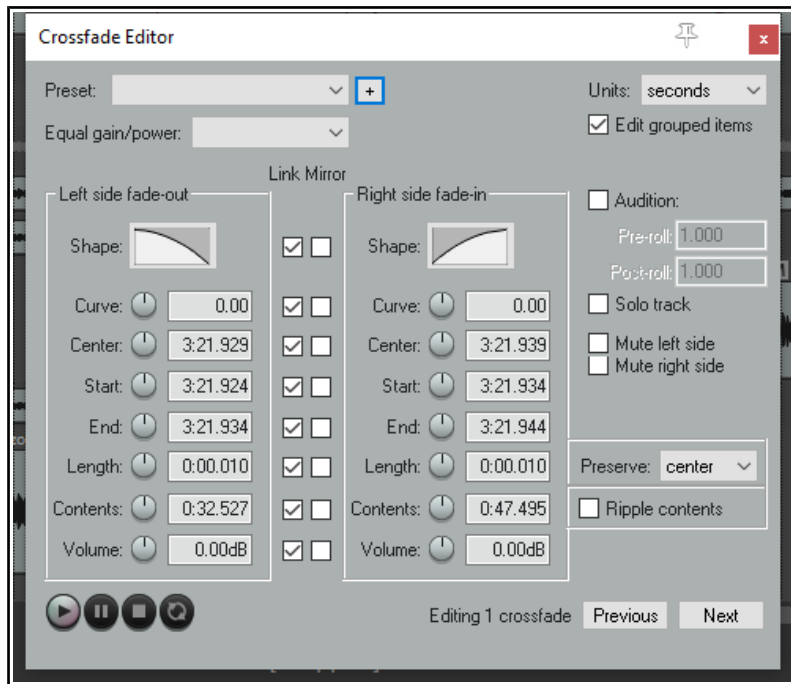 Crossfade Editor
Preset: +
Units: seconds
Equal gain/power:
Edit grouped items
Link Mirror
Left side fade-out
Right side fade-in
Audition:
Shape: Shape:
Pre-roll: 1.000
Post-roll: 1.000
Curve: 0.00 Curve: 0.00
Solo track
Center: 3:21.929 Center: 3:21.939
Mute left side
Mute right side
Start: 3:21.924 Start: 3:21.934
End: 3:21.934 End: 3:21.944
Length: 0:00.010 Length: 0:00.010
Preserve: center
Contents: 0:32.527 Contents: 0:47.495
Ripple contents
Volume: 0.00dB Volume: 0.00dB
Editing 1 crossfade Previous Next